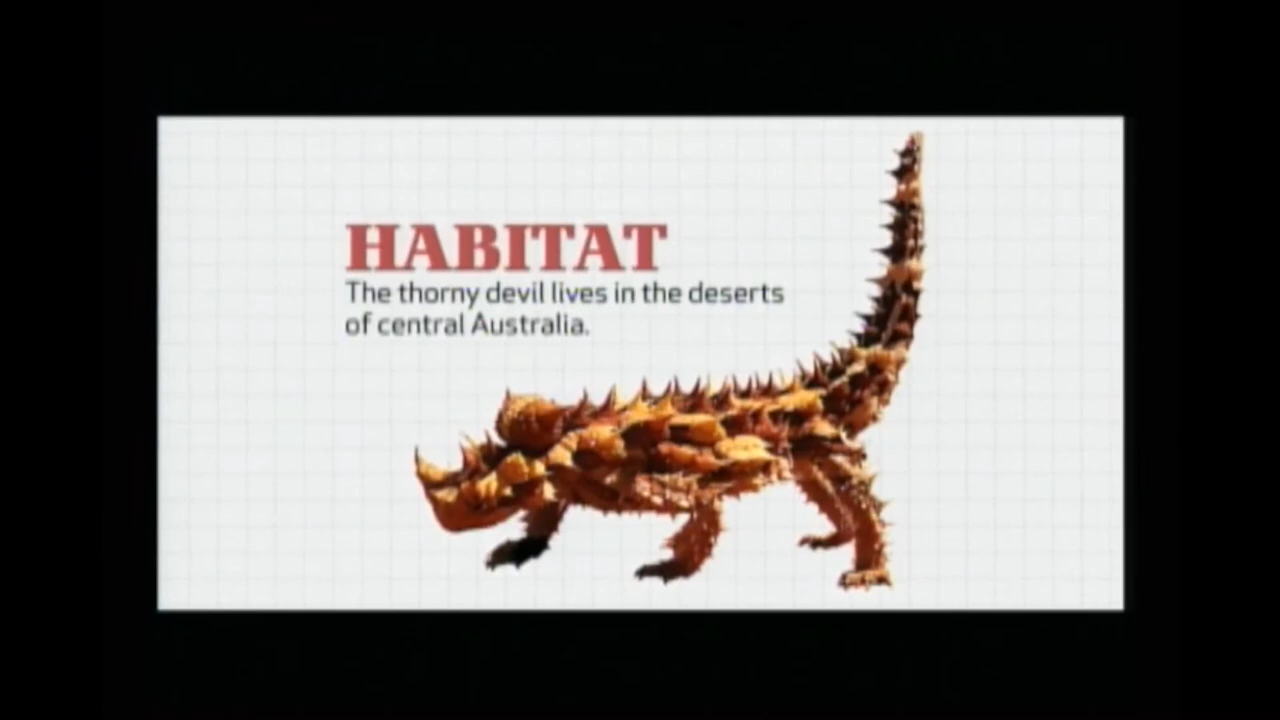 HABITAT
The thorny devil lives in the deserts
of central Australia.